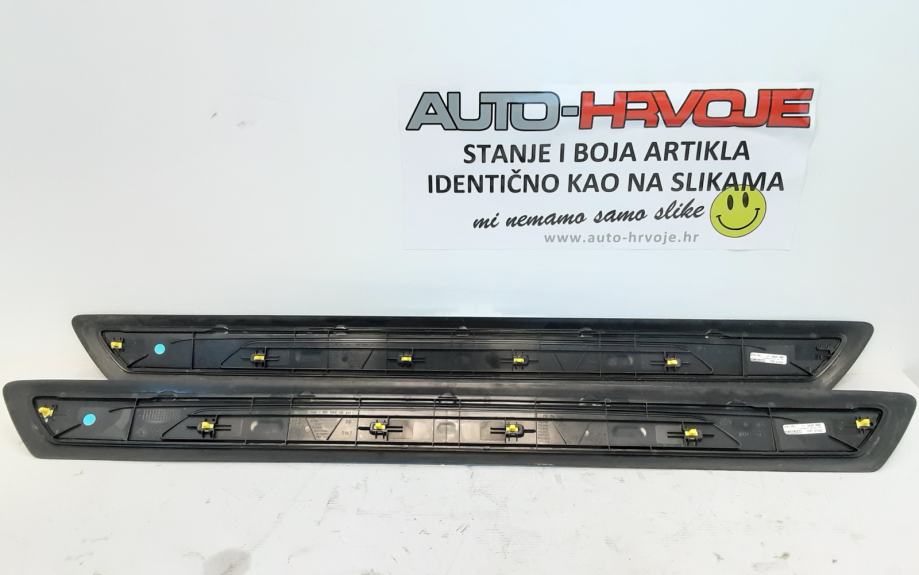 AUTO-HRVOJE
STANJE I BOJA ARTIKLA
IDENTIČNO KAO NA SLIKAMA
mi nemamo samo slike
www.auto-hrvoje.hr